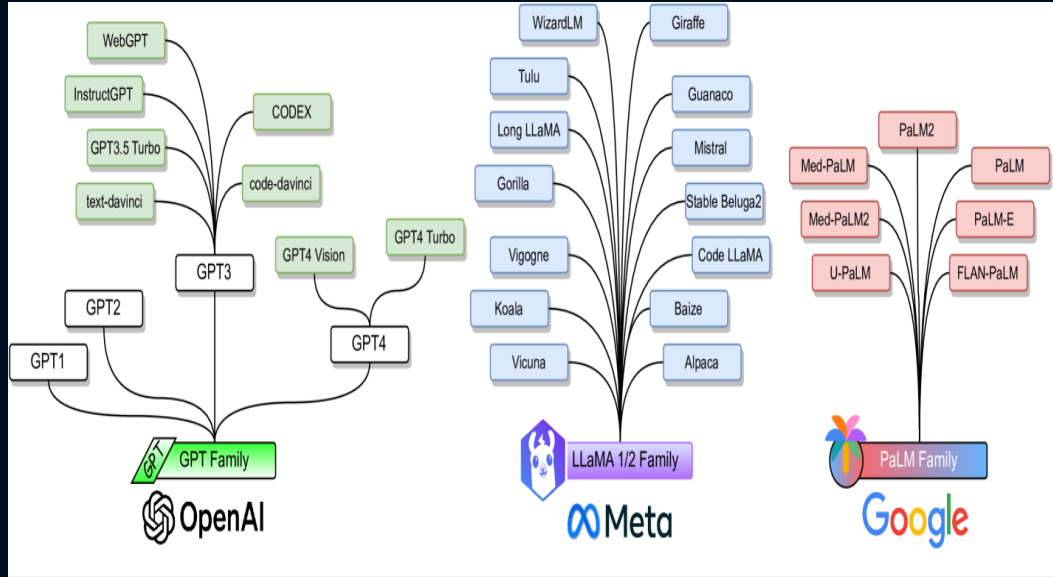 WebGPT
InstructGPT
CODEX
GPT3.5 Turbo
code-davinci
text-davinci
GPT3
GPT4 Vision
GPT4 Turbo
GPT2
GPT4
GPT1
GPT
GPT Family
OpenAI
WizardLM
Giraffe
Tulu
Guanaco
Long LLaMA
Mistral
Gorilla
Stable Beluga2
Vigogne
Code LLaMA
Koala
Baize
Vicuna
Alpaca
LLaMA 1/2 Family
Meta
PaLM2
Med-PaLM
PaLM
Med-PaLM2
PaLM-E
U-PaLM
FLAN-PaLM
PaLM Family
Google